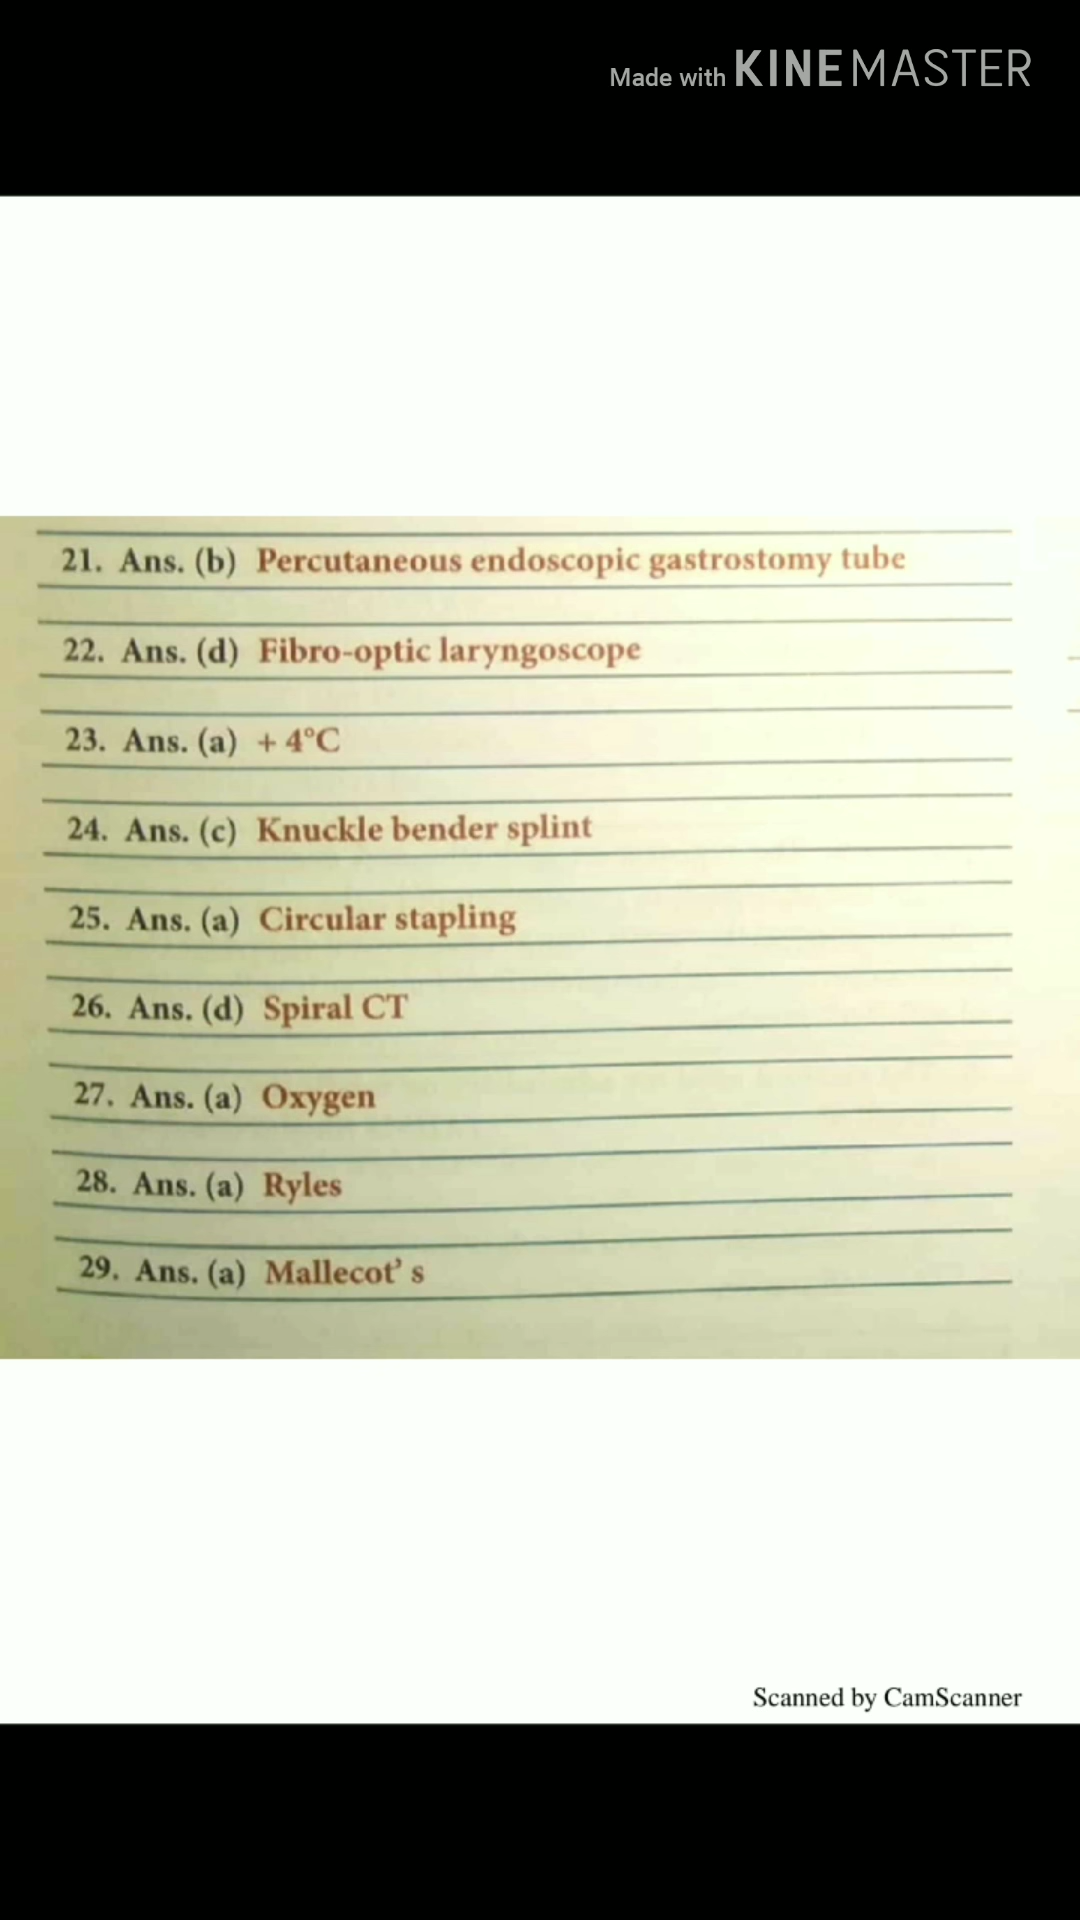 Made with KINEMASTER
21. Ans. (b) Percutaneous endoscopic gastrostomy tube
22. Ans. (d) Fibro-optic laryngoscope
23. Ans. (a) + 4°C
24. Ans. (c) Knuckle bender splint
25. Ans. (a) Circular stapling
26. Ans. (d) Spiral CT
27. Ans. (a) Oxygen
28. Ans. (a) Ryles
29. Ans. (a) Mallecot’ s
Scanned by CamScanner